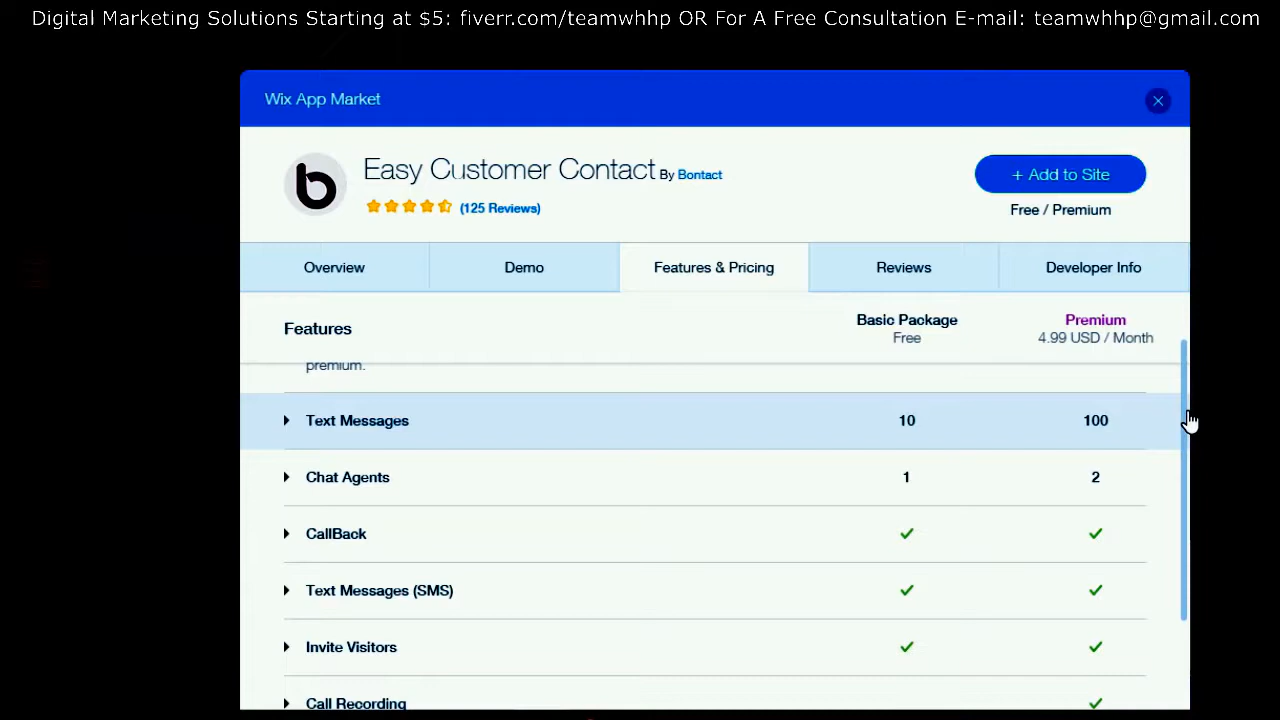 Digital Marketing Solutions Starting at $5: fiverr.com/teamwhhp OR For A Free Consultation E-mail: teamwhhp@gmail.com
Wix App Market
Easy Customer Contact By Bontact
+ Add to Site
(125 Reviews)
Free / Premium
Overview Demo Features & Pricing Reviews Developer Info
Features Basic Package Premium
Free 4.99 USD / Month
premium.
Text Messages 10 100
Chat Agents 1 2
CallBack
Text Messages (SMS)
Invite Visitors
Call Recording